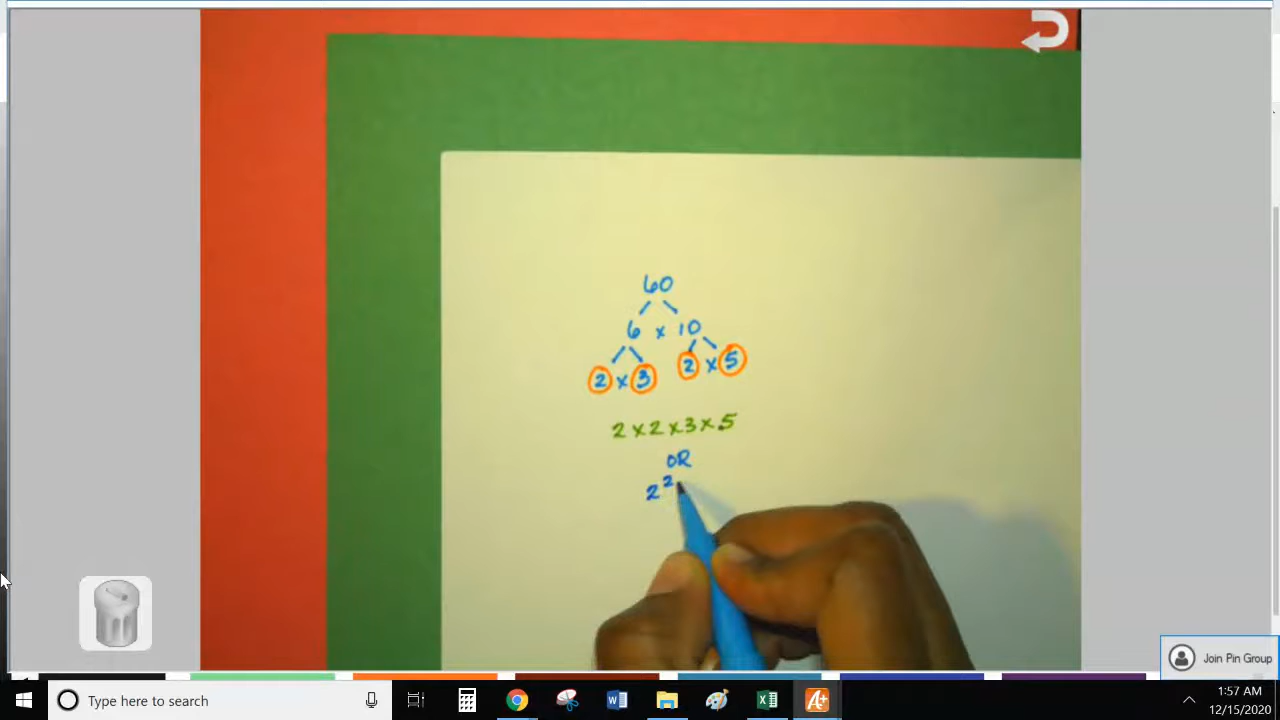 60
6 x 10
2 x 3 2 x 5
2 x 2 x 3 x 5
OR
2²
Join Pin Group
Type here to search
1:57 AM
12/15/2020